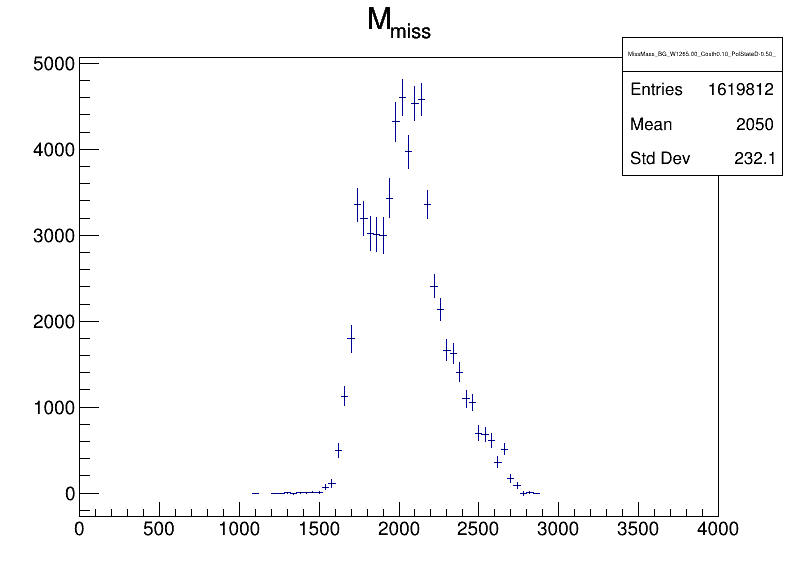 M_miss
MissMass_BG_W1265.00_Costh0.10_PolStateD-0.50_
Entries 1619812
Mean 2050
Std Dev 232.1
5000
4000
3000
2000
1000
0
0 500 1000 1500 2000 2500 3000 3500 4000